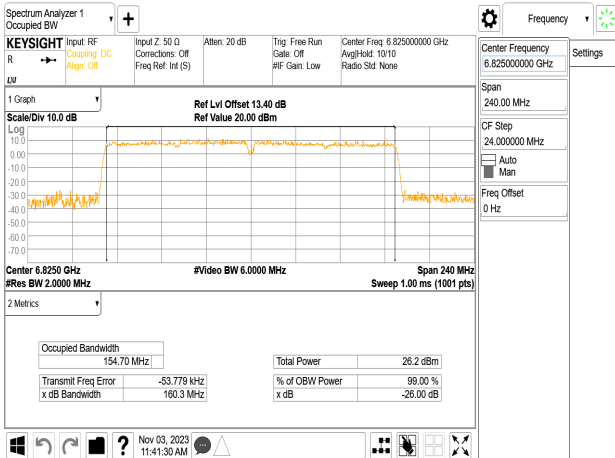 Spectrum Analyzer 1
Occupied BW
Frequency
KEYSIGHT
R
Input: RF
Coupling: DC
Align: Off
Input Z: 50 Ω
Corrections: Off
Freq Ref: Int (S)
Atten: 20 dB
Trig: Free Run
Gate: Off
#IF Gain: Low
Center Freq: 6.825000000 GHz
Avg|Hold: 10/10
Radio Std: None
Center Frequency
6.825000000 GHz
Settings
Span
240.00 MHz
CF Step
24.000000 MHz
Auto
Man
Freq Offset
0 Hz
1 Graph
Scale/Div 10.0 dB
Ref Lvl Offset 13.40 dB
Ref Value 20.00 dBm
Log
10.0
0.00
-10.0
-20.0
-30.0
-40.0
-50.0
-60.0
-70.0
Center 6.8250 GHz
#Video BW 6.0000 MHz
Span 240 MHz
#Res BW 2.0000 MHz
Sweep 1.00 ms (1001 pts)
2 Metrics
Occupied Bandwidth
154.70 MHz
Total Power 26.2 dBm
Transmit Freq Error -53.779 kHz
% of OBW Power 99.00 %
x dB Bandwidth 160.3 MHz
x dB -26.00 dB
?
Nov 03, 2023
11:41:30 AM